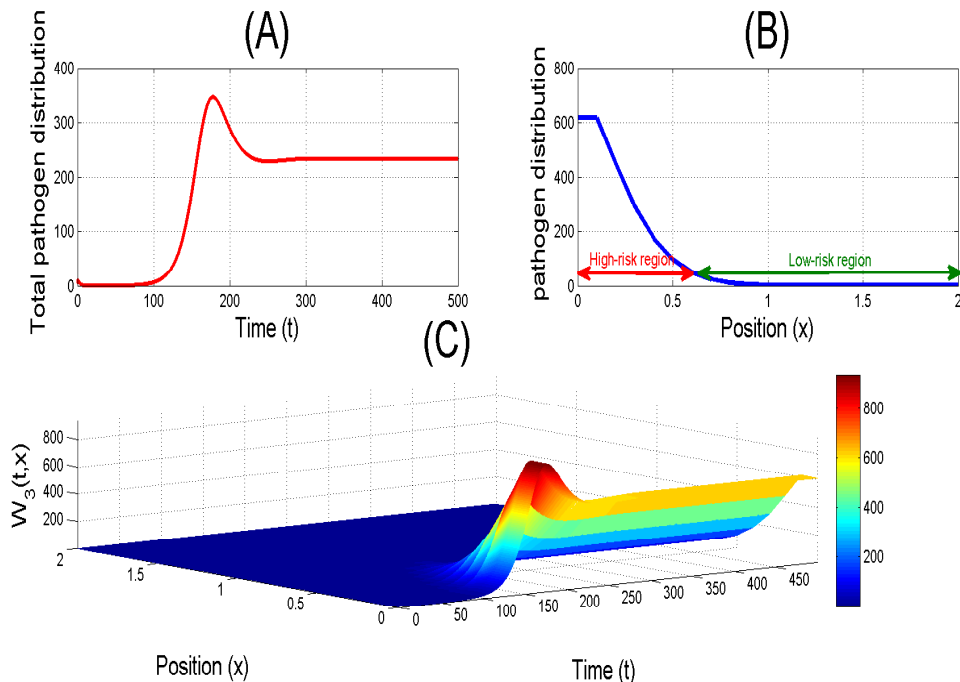 (A)
Total pathogen distribution
400
300
200
100
0
0 100 200 300 400 500
Time (t)
(B)
pathogen distribution
800
600
400
200
0
High-risk region
Low-risk region
0 0.5 1 1.5 2
Position (x)
(C)
W_3(t,x)
800
600
400
200
2
1.5
1
0.5
0
Position (x)
0 50 100 150 200 250 300 350 400 450
Time (t)
800
600
400
200